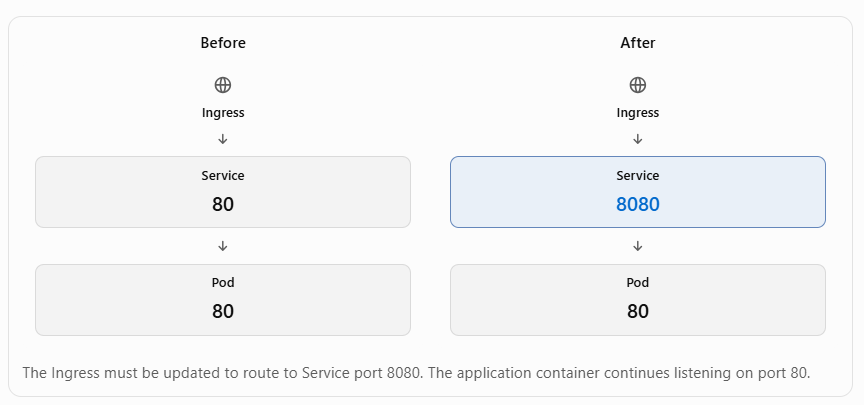 Before
After
Ingress
Ingress
Service
Service
80
8080
Pod
Pod
80
80
The Ingress must be updated to route to Service port 8080. The application container continues listening on port 80.